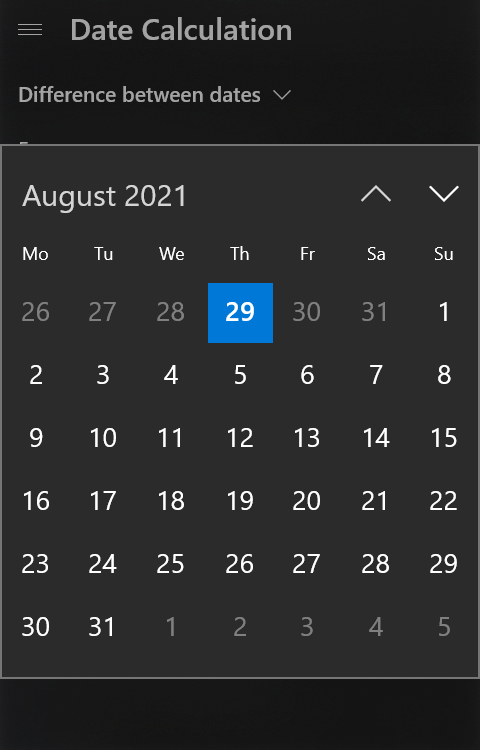 Date Calculation
Difference between dates
August 2021
Mo Tu We Th Fr Sa Su
26 27 28 29 30 31 1
2 3 4 5 6 7 8
9 10 11 12 13 14 15
16 17 18 19 20 21 22
23 24 25 26 27 28 29
30 31 1 2 3 4 5